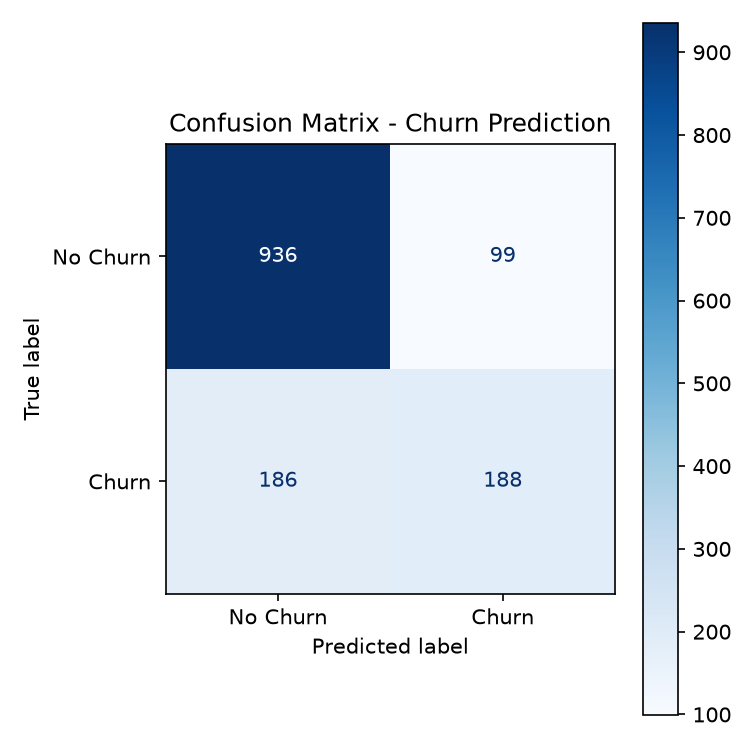 Confusion Matrix - Churn Prediction
True label
No Churn
936
99
Churn
186
188
No Churn
Churn
Predicted label
900
800
700
600
500
400
300
200
100